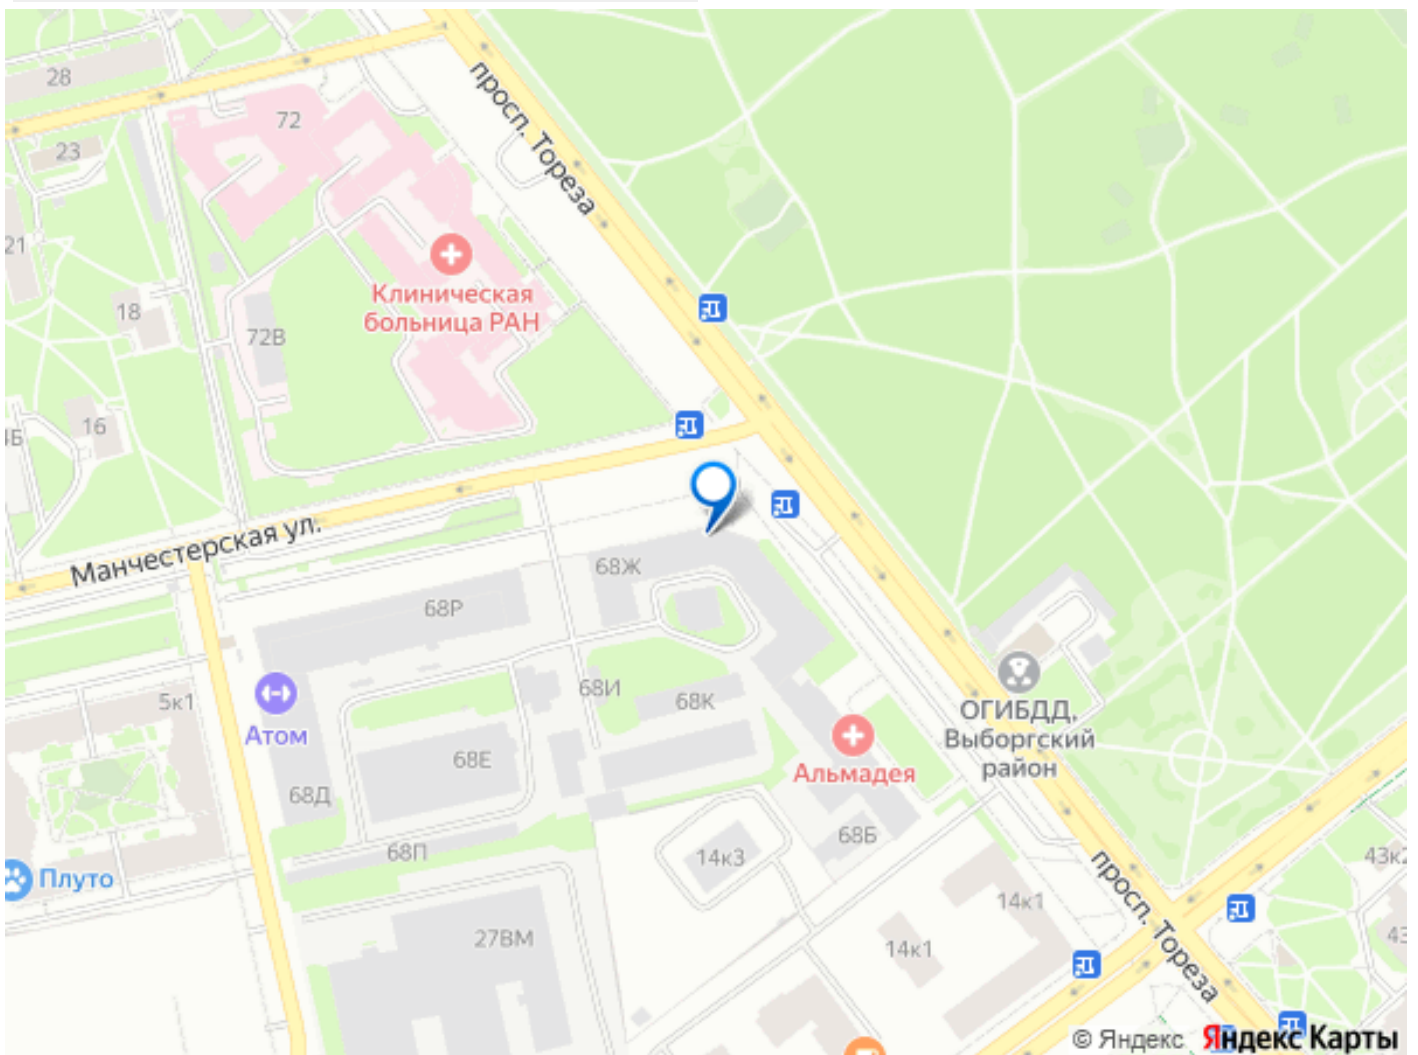 28
72
просп. Тореза
23
21
Клиническая
больница РАН
18
72В
16
4Б
Манчестерская ул.
68Ж
68Р
68И
68К
5к1
Атом
ОГИБДД,
Выборгский
район
Альмадея
68Е
68Д
68Б
68П
14к3
43к2
Плуто
просп. Тореза
14к1
27ВМ
14к1
43
© Яндекс Яндекс Карты